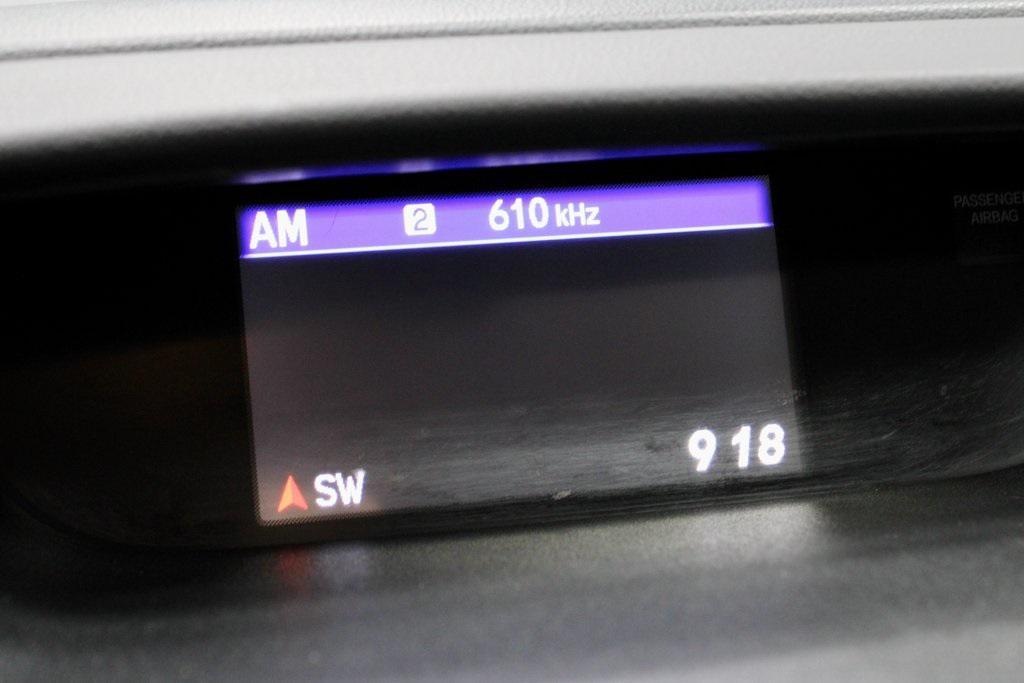 AM 2 610 kHz
PASSENGER
AIRBAG
SW 9 18